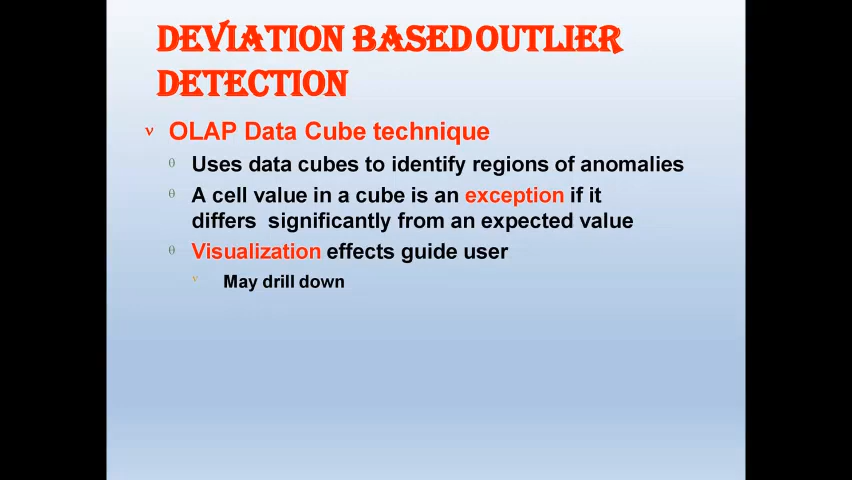 DEVIATION BASED OUTLIER
DETECTION
ν OLAP Data Cube technique
θ Uses data cubes to identify regions of anomalies
θ A cell value in a cube is an exception if it
differs significantly from an expected value
θ Visualization effects guide user
ν May drill down